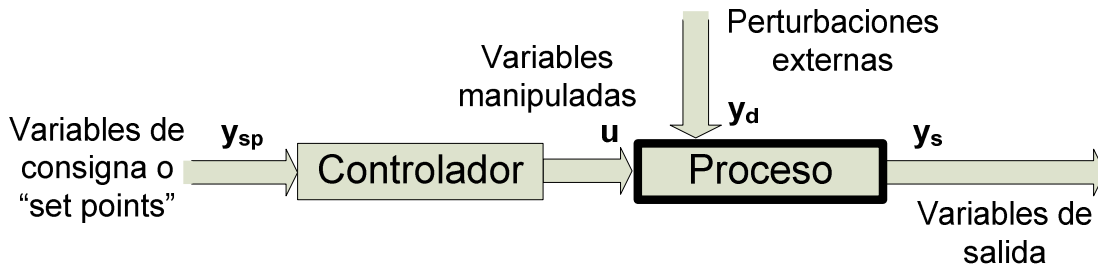 Variables de
consigna o
“set points”
y_sp
Controlador
Variables
manipuladas
u
Perturbaciones
externas
y_d
Proceso
y_s
Variables de
salida